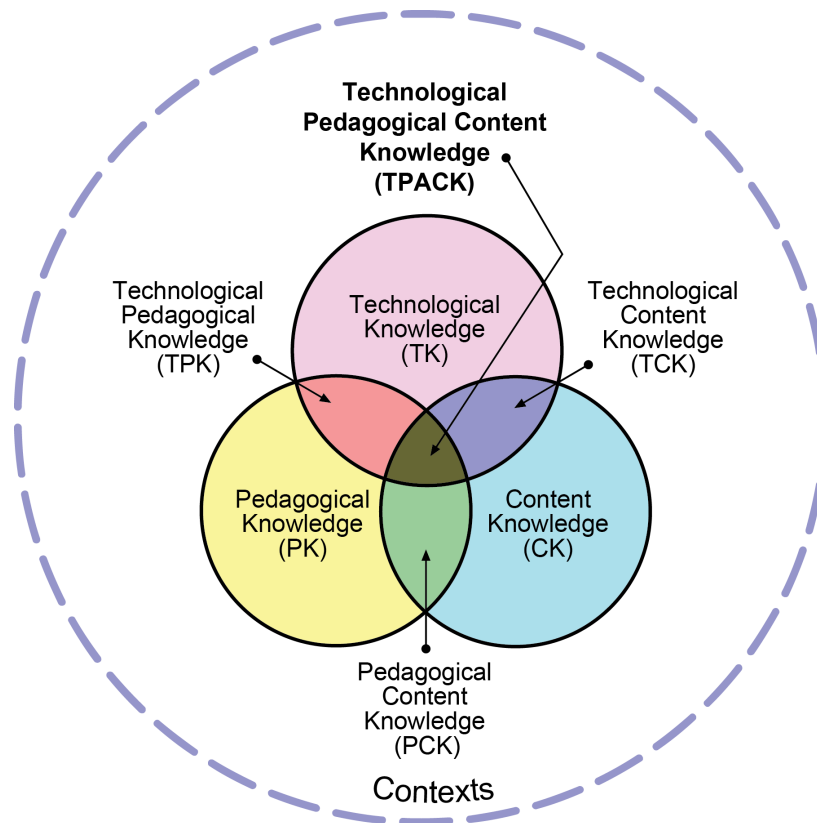 Technological
Pedagogical Content
Knowledge
(TPACK)
Technological
Pedagogical
Knowledge
(TPK)
Technological
Knowledge
(TK)
Technological
Content
Knowledge
(TCK)
Pedagogical
Knowledge
(PK)
Content
Knowledge
(CK)
Pedagogical
Content
Knowledge
(PCK)
Contexts